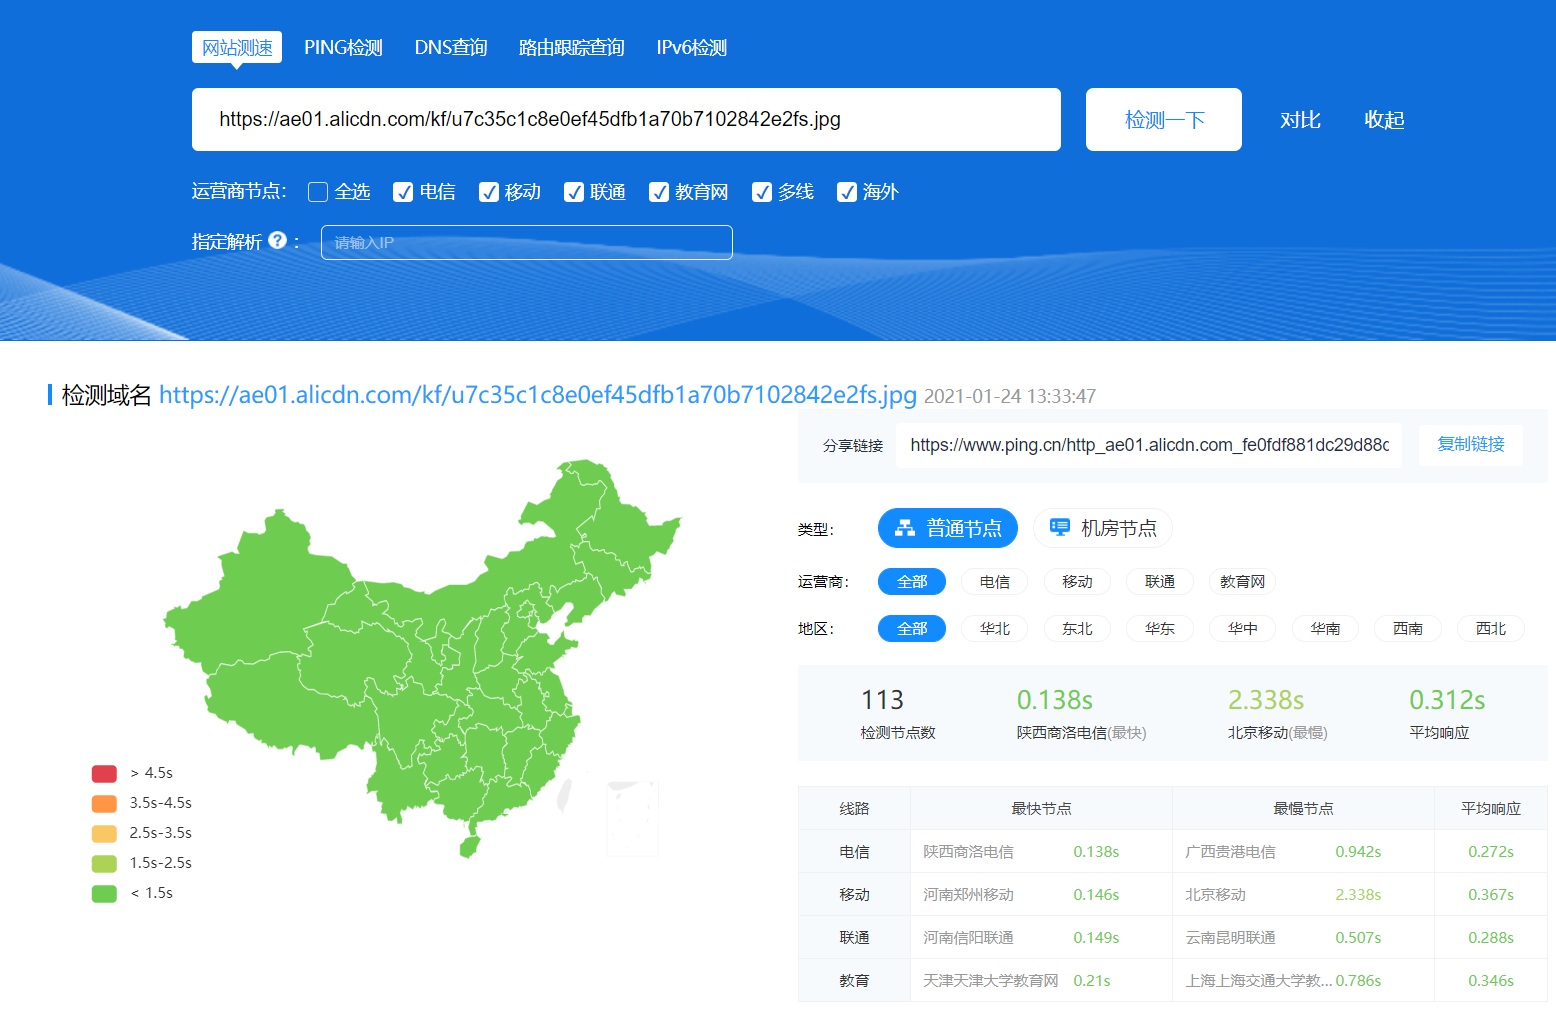 网站测速 PING检测 DNS查询 路由跟踪查询 IPv6检测
https://ae01.alicdn.com/kf/u7c35c1c8e0ef45dfb1a70b7102842e2fs.jpg 检测一下 对比 收起
运营商节点： 全选 电信 移动 联通 教育网 多线 海外
指定解析 ? ： 请输入IP
检测域名 https://ae01.alicdn.com/kf/u7c35c1c8e0ef45dfb1a70b7102842e2fs.jpg 2021-01-24 13:33:47
分享链接 https://www.ping.cn/http_ae01.alicdn.com_fe0fdf881dc29d88c 复制链接
类型： 普通节点 机房节点
运营商： 全部 电信 移动 联通 教育网
地区： 全部 华北 东北 华东 华中 华南 西南 西北
113 0.138s 2.338s 0.312s
检测节点数 陕西商洛电信(最快) 北京移动(最慢) 平均响应
> 4.5s
3.5s-4.5s
2.5s-3.5s
1.5s-2.5s
< 1.5s
线路 最快节点 最慢节点 平均响应
电信 陕西商洛电信 0.138s 广西贵港电信 0.942s 0.272s
移动 河南郑州移动 0.146s 北京移动 2.338s 0.367s
联通 河南信阳联通 0.149s 云南昆明联通 0.507s 0.288s
教育 天津天津大学教育网 0.21s 上海上海交通大学教... 0.786s 0.346s